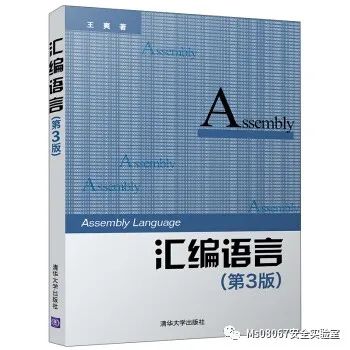 汇编语言
(第3版)
清华大学出版社
王爽 著
Assembly
Assembly
Assembly
Assembly
Assembly
Assembly Language
汇编语言
(第3版)
清华大学出版社
Ms08067安全实验室